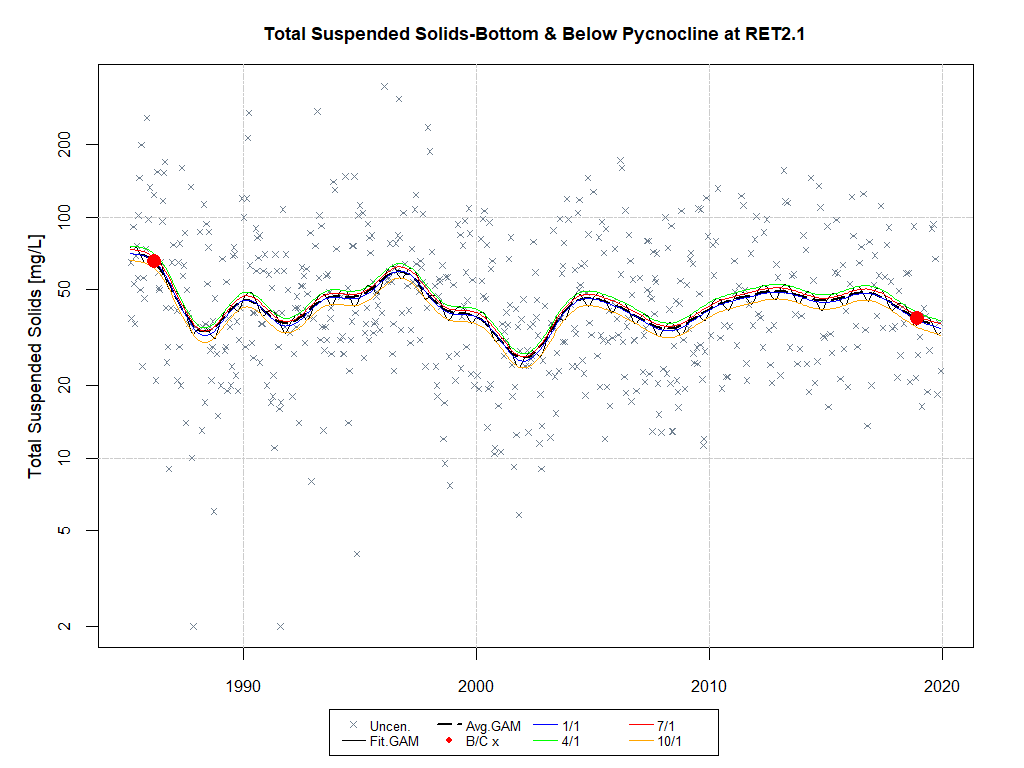 Total Suspended Solids-Bottom & Below Pycnocline at RET2.1
Total Suspended Solids [mg/L]
200
100
50
20
10
5
2
1990 2000 2010 2020
Uncen. Avg.GAM 1/1 7/1
Fit.GAM B/C x 4/1 10/1